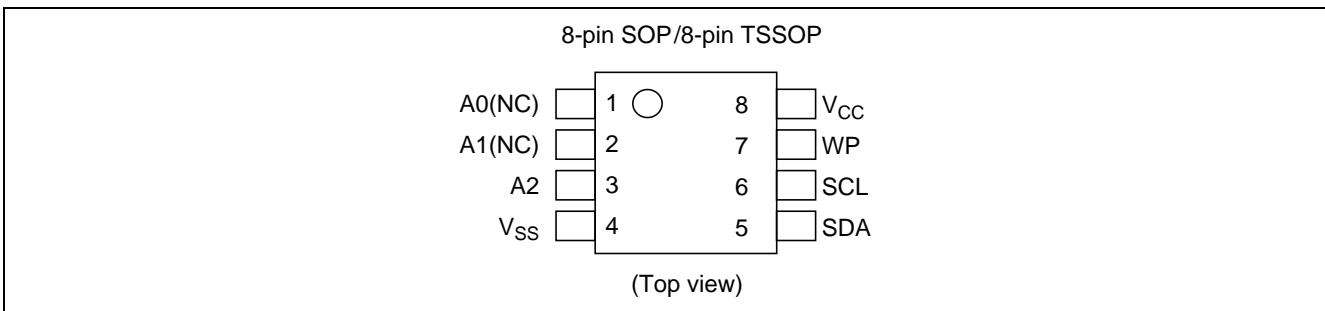 8-pin SOP/8-pin TSSOP
A0(NC) 1 8 VCC
A1(NC) 2 7 WP
A2 3 6 SCL
VSS 4 5 SDA
(Top view)